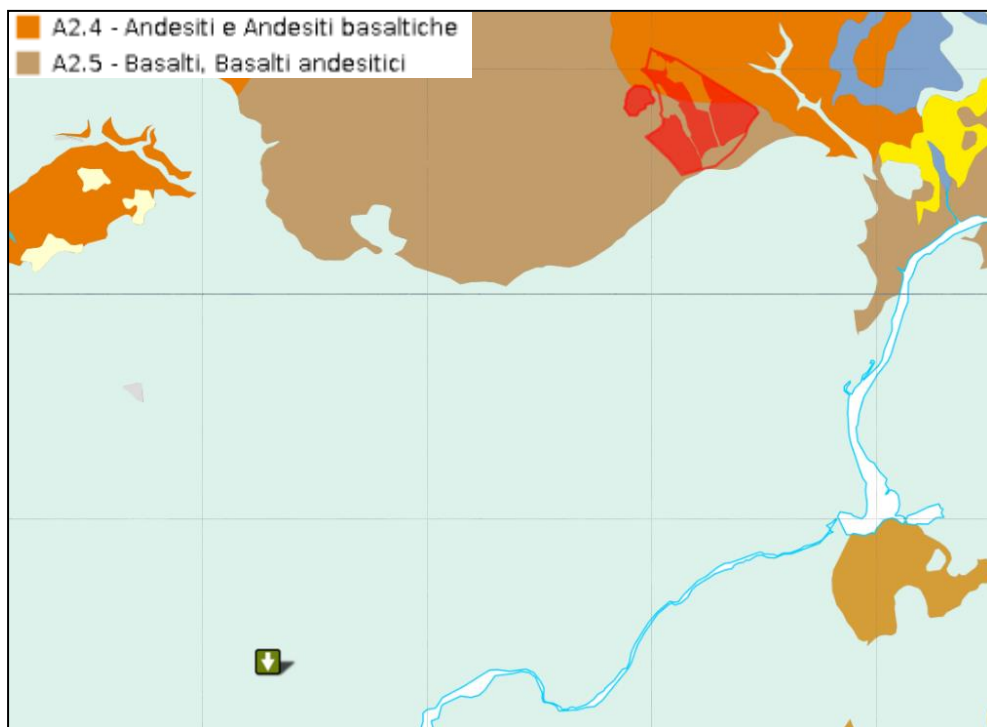 A2.4 - Andesiti e Andesiti basaltiche
A2.5 - Basalti, Basalti andesitici